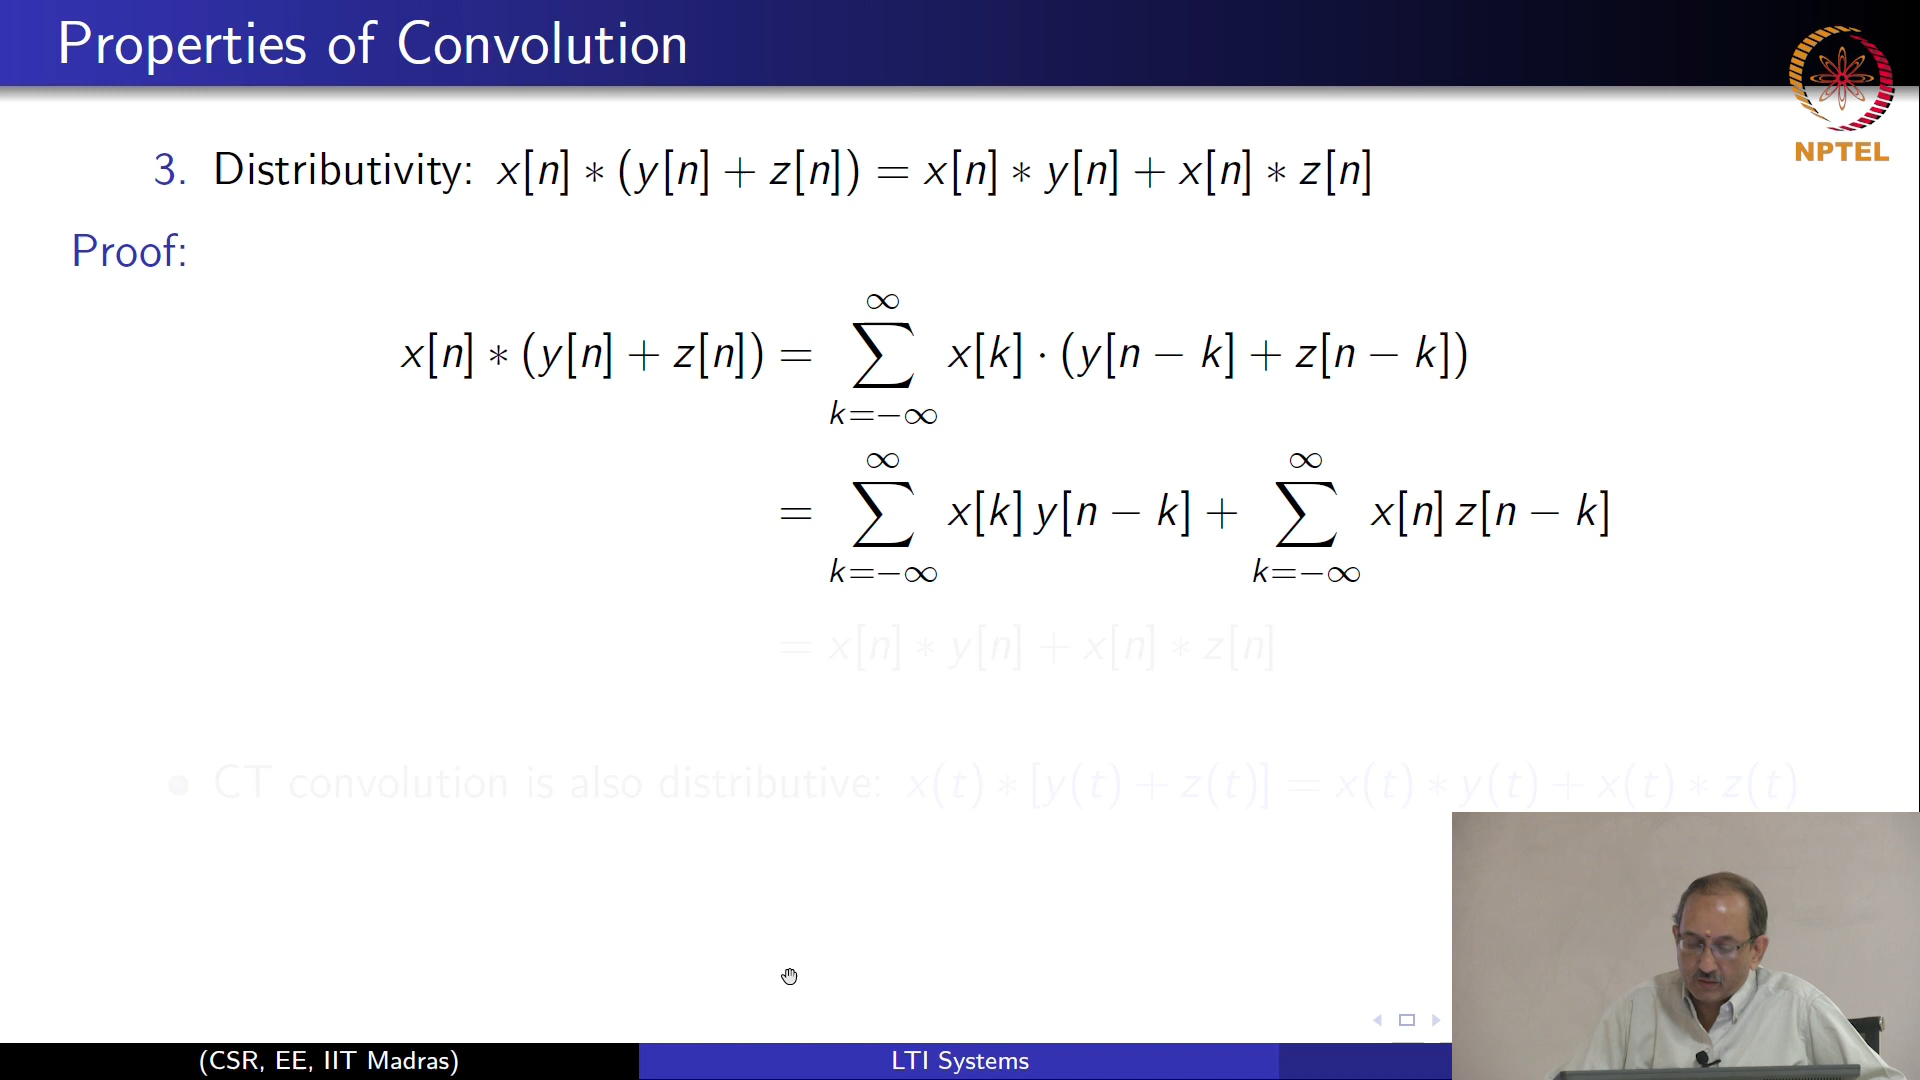 Properties of Convolution
NPTEL
3. Distributivity: x[n] ∗ (y[n] + z[n]) = x[n] ∗ y[n] + x[n] ∗ z[n]
Proof:
x[n] ∗ (y[n] + z[n]) = ∑_{k=−∞}^{∞} x[k] · (y[n − k] + z[n − k])
= ∑_{k=−∞}^{∞} x[k] y[n − k] + ∑_{k=−∞}^{∞} x[n] z[n − k]
= x[n] ∗ y[n] + x[n] ∗ z[n]
• CT convolution is also distributive: x(t) ∗ [y(t) + z(t)] = x(t) ∗ y(t) + x(t) ∗ z(t)
(CSR, EE, IIT Madras) LTI Systems